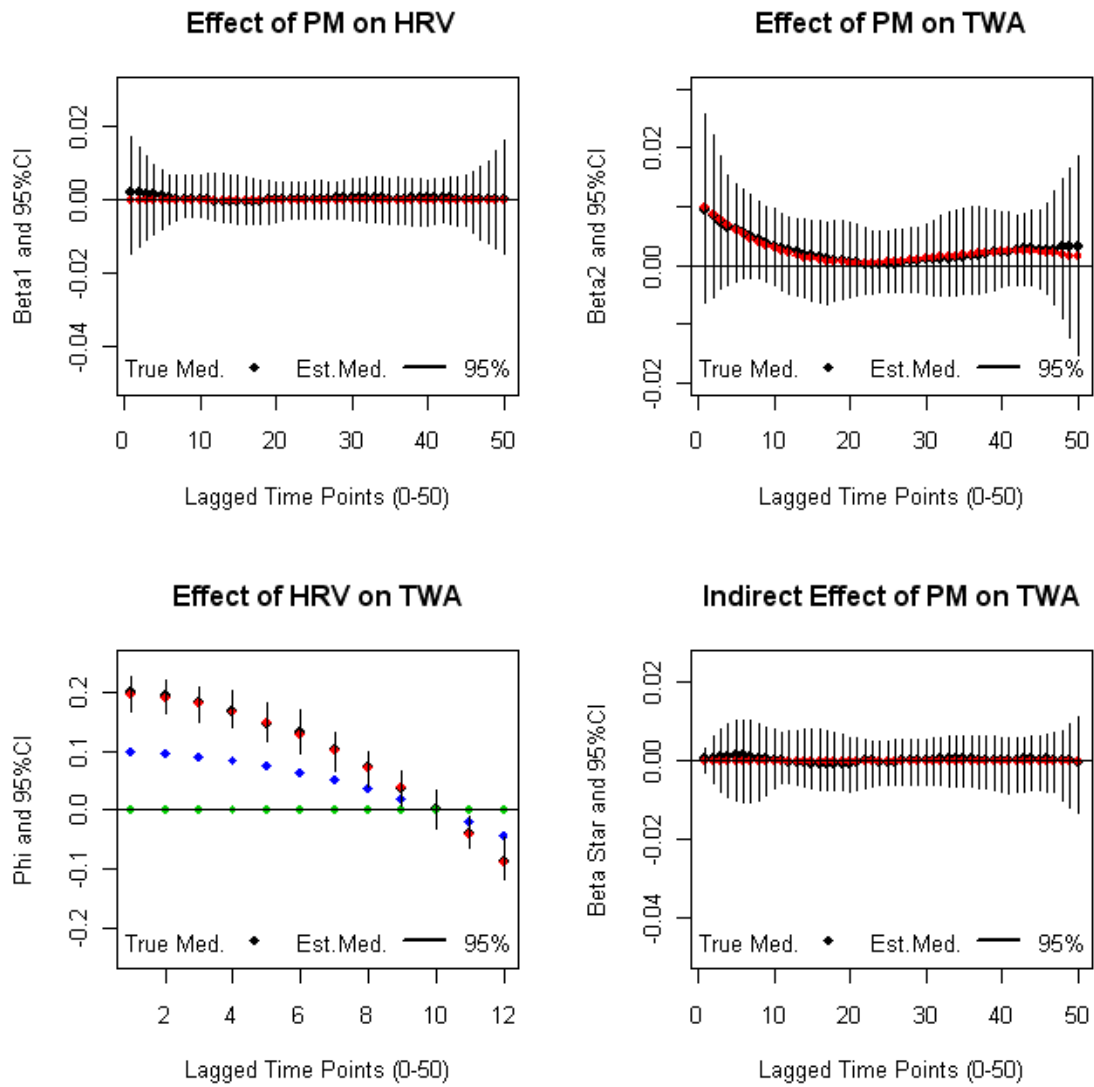 Effect of PM on HRV
Beta1 and 95%CI
0.02
0.00
-0.02
-0.04
True Med. Est.Med. 95%
0 10 20 30 40 50
Lagged Time Points (0-50)
Effect of PM on TWA
Beta2 and 95%CI
0.02
0.00
-0.02
True Med. Est.Med. 95%
0 10 20 30 40 50
Lagged Time Points (0-50)
Effect of HRV on TWA
Phi and 95%CI
0.2
0.1
0.0
-0.1
-0.2
True Med. Est.Med. 95%
2 4 6 8 10 12
Lagged Time Points (0-50)
Indirect Effect of PM on TWA
Beta Star and 95%CI
0.02
0.00
-0.02
-0.04
True Med. Est.Med. 95%
0 10 20 30 40 50
Lagged Time Points (0-50)